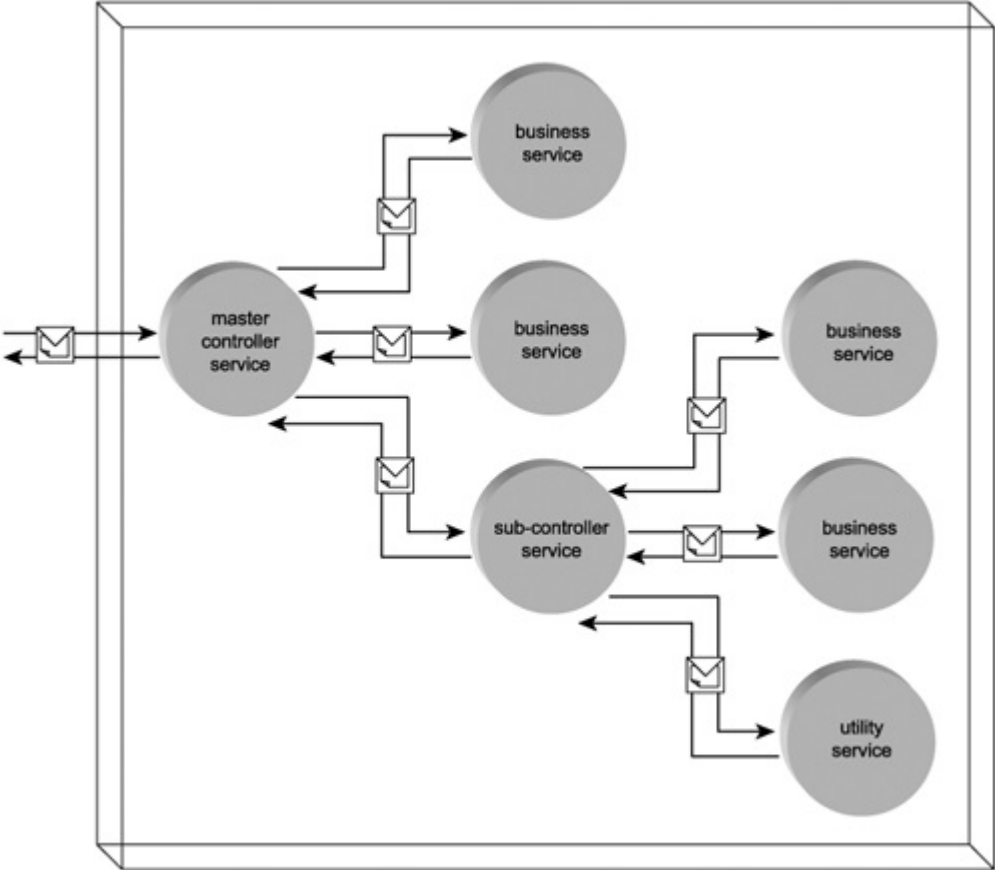 business
service
master
controller
service
business
service
business
service
sub-controller
service
business
service
utility
service